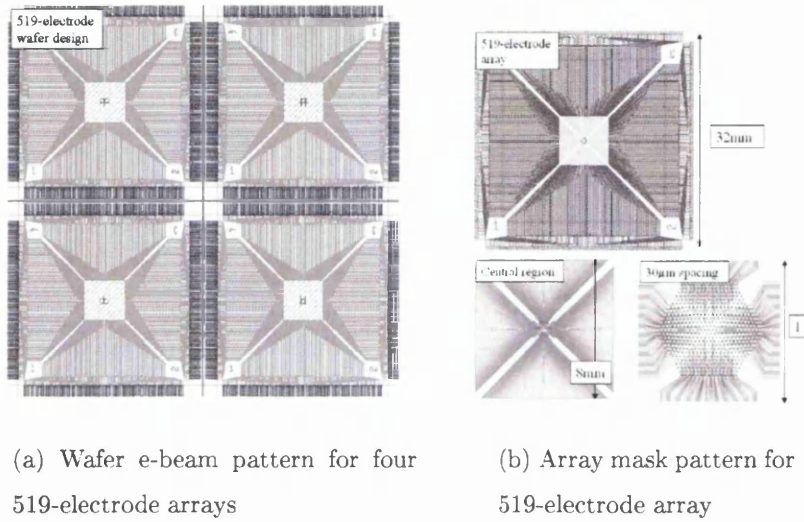 519-electrode
wafer design
519-electrode
array
32mm
Central region
8mm
30μm spacing
1
(a) Wafer e-beam pattern for four
519-electrode arrays
(b) Array mask pattern for
519-electrode array